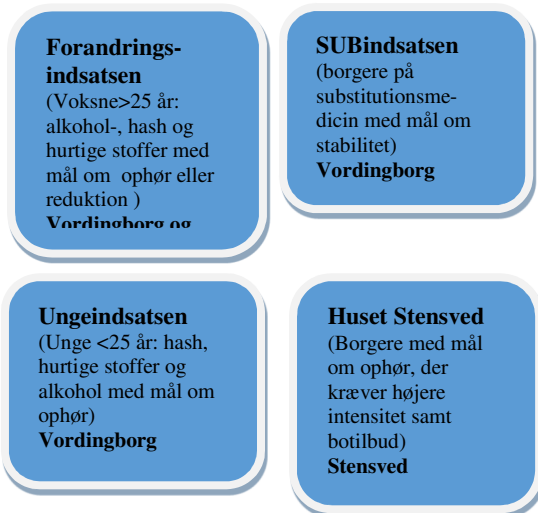 Forandrings-
indsatsen
(Voksne>25 år:
alkohol-, hash og
hurtige stoffer med
mål om  ophør eller
reduktion )
Vordingborg og
SUBindsatsen
(borgere på
substitutionsme-
dicin med mål om
stabilitet)
Vordingborg
Ungeindsatsen
(Unge <25 år: hash,
hurtige stoffer og
alkohol med mål om
ophør)
Vordingborg
Huset Stensved
(Borgere med mål
om ophør, der
kræver højere
intensitet samt
botilbud)
Stensved